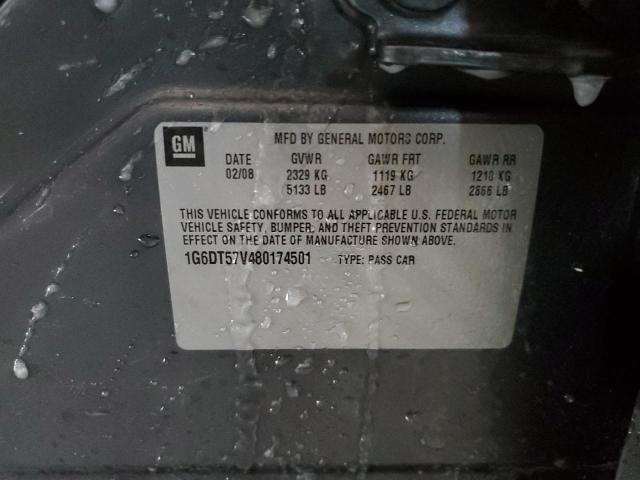 GM
MFD BY GENERAL MOTORS CORP.
DATE GVWR GAWR FRT GAWR RR
02/08 2329 KG 1119 KG 1210 KG
5133 LB 2467 LB 2666 LB
THIS VEHICLE CONFORMS TO ALL APPLICABLE U.S. FEDERAL MOTOR
VEHICLE SAFETY, BUMPER, AND THEFT PREVENTION STANDARDS IN
EFFECT ON THE DATE OF MANUFACTURE SHOWN ABOVE.
1G6DT57V480174501 TYPE: PASS CAR